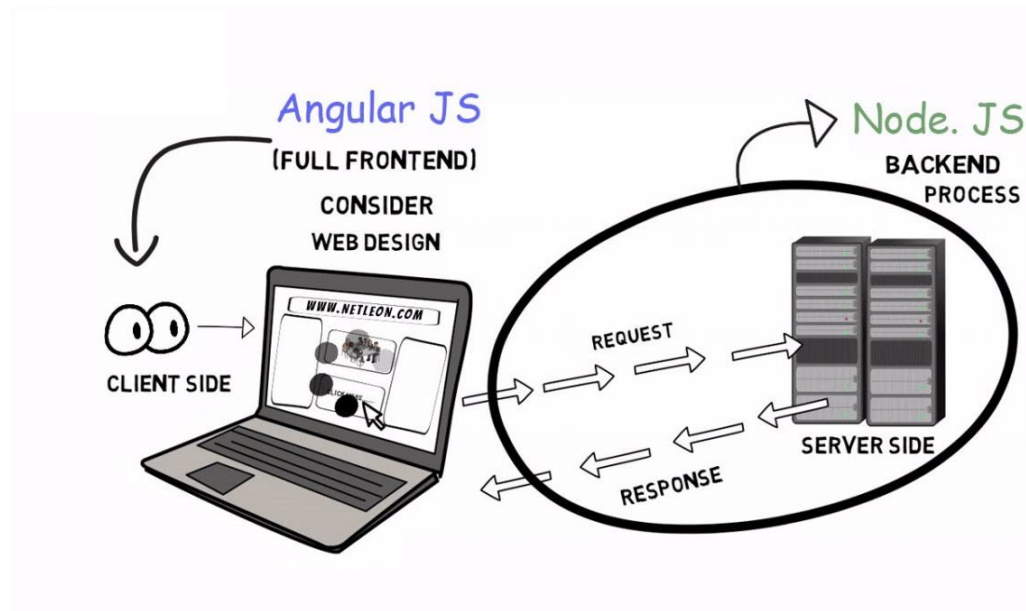 Angular JS
(FULL FRONTEND)
CONSIDER
WEB DESIGN
WWW.NETLEON.COM
CLIENT SIDE
Node. JS
BACKEND
PROCESS
REQUEST
RESPONSE
SERVER SIDE